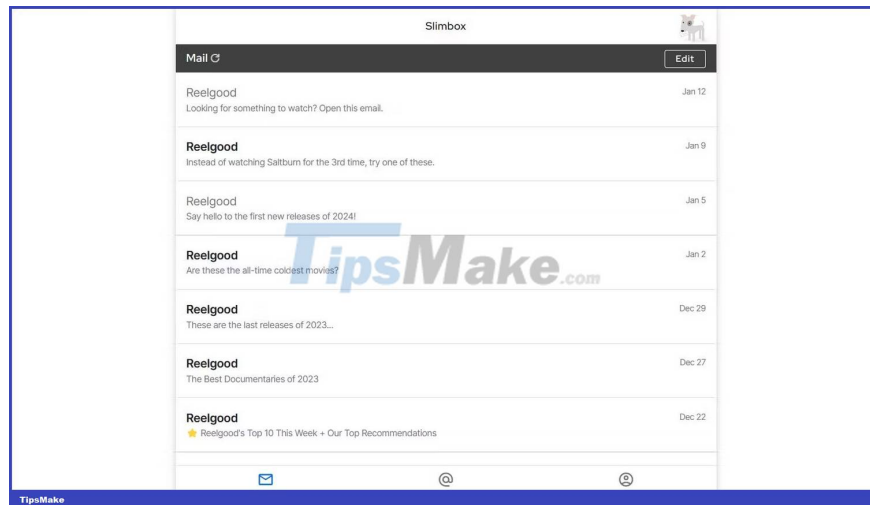 Slimbox
Mail
Edit
Reelgood
Jan 12
Looking for something to watch? Open this email.
Reelgood
Jan 9
Instead of watching Saltburn for the 3rd time, try one of these.
Reelgood
Jan 5
Say hello to the first new releases of 2024!
TipsMake.com
Reelgood
Jan 2
Are these the all-time coldest movies?
Reelgood
Dec 29
These are the last releases of 2023...
Reelgood
Dec 27
The Best Documentaries of 2023
Reelgood
Dec 22
⭐ Reelgood's Top 10 This Week + Our Top Recommendations
TipsMake